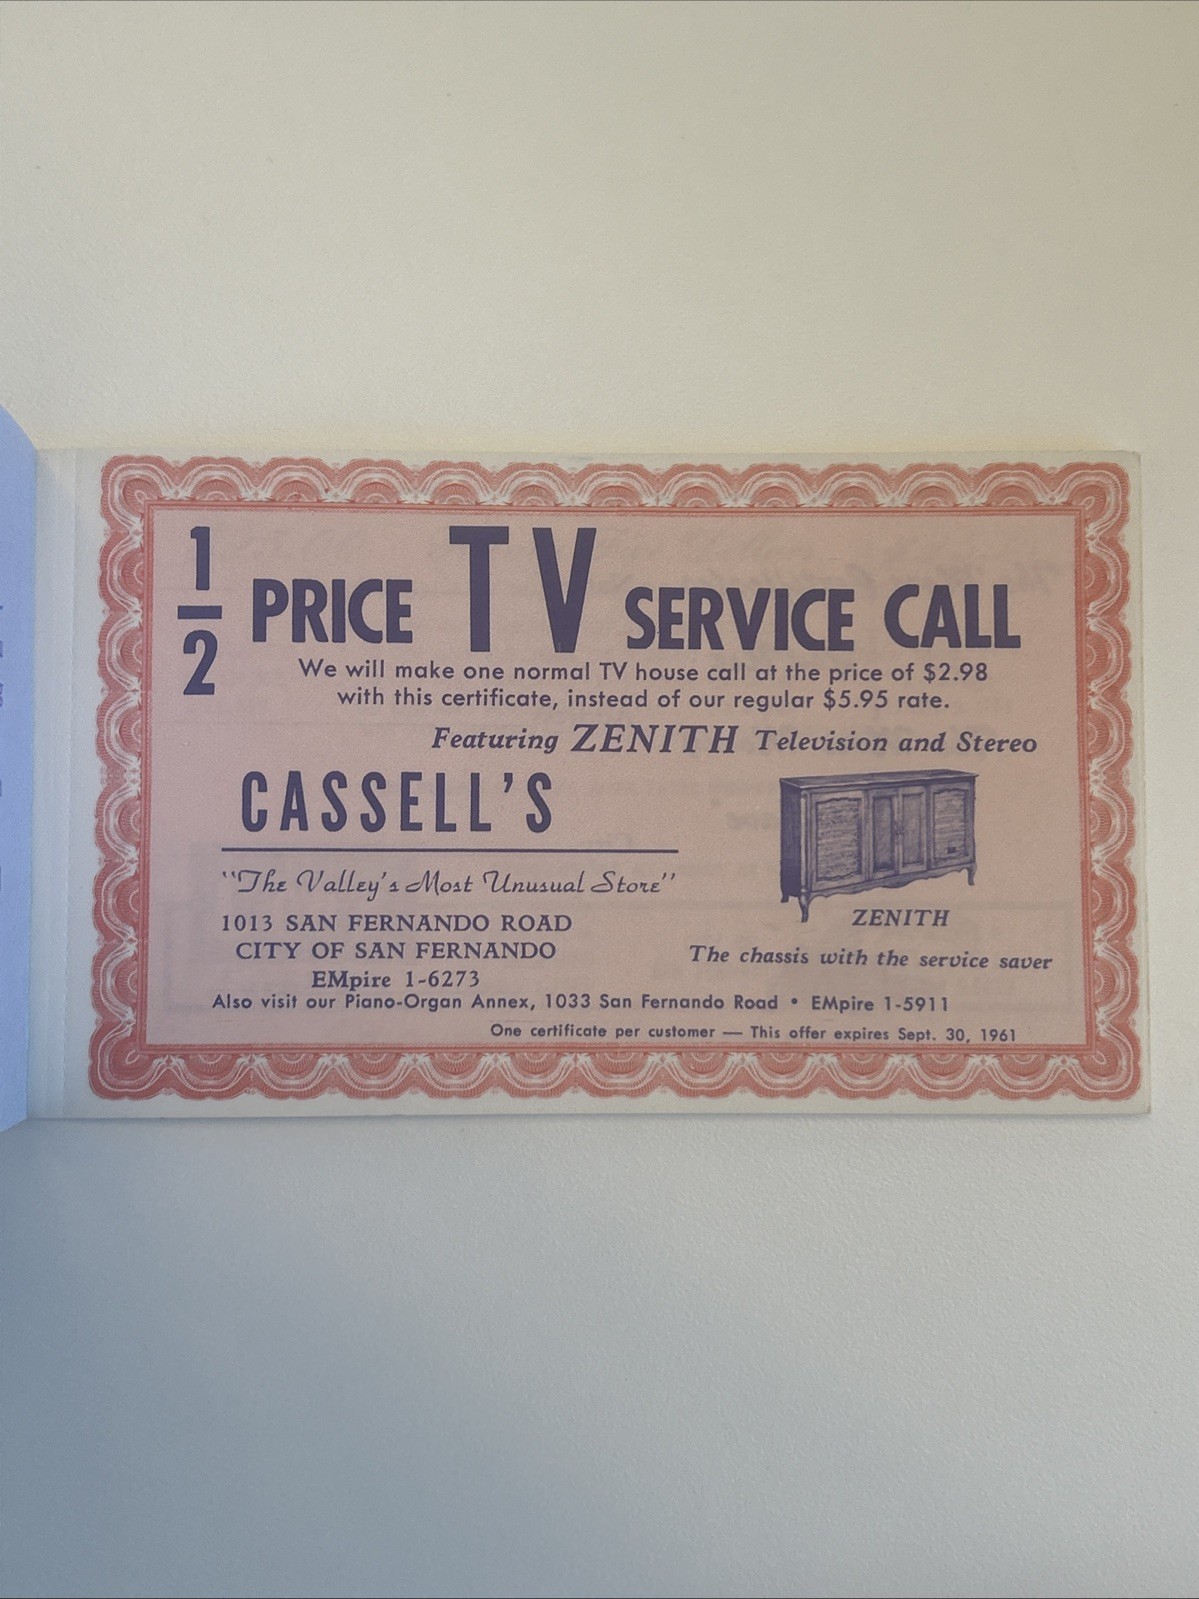 1/2 PRICE TV SERVICE CALL
We will make one normal TV house call at the price of $2.98
with this certificate, instead of our regular $5.95 rate.
Featuring ZENITH Television and Stereo
CASSELL'S
"The Valley's Most Unusual Store"
1013 SAN FERNANDO ROAD
CITY OF SAN FERNANDO
EMpire 1-6273
ZENITH
The chassis with the service saver
Also visit our Piano-Organ Annex, 1033 San Fernando Road • EMpire 1-5911
One certificate per customer — This offer expires Sept. 30, 1961